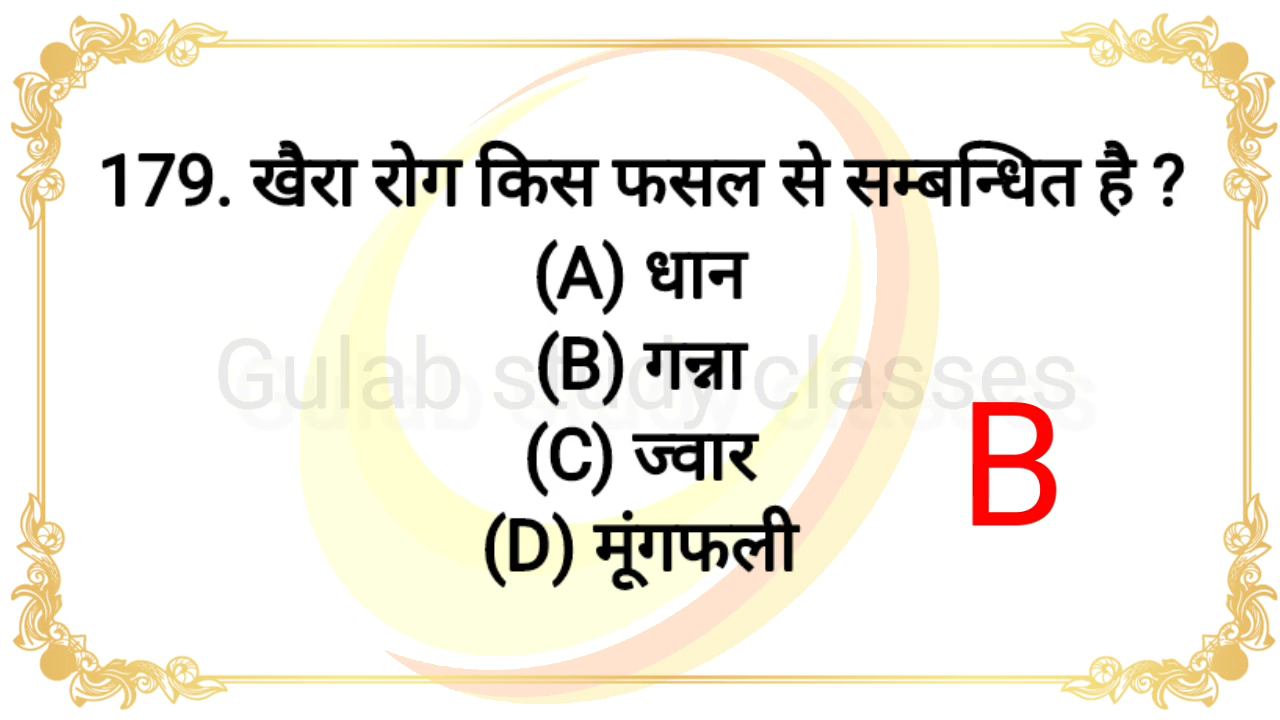 179. खैरा रोग किस फसल से सम्बन्धित है ?
(A) धान
(B) गन्ना
Gulab study classes
(C) ज्वार
B
(D) मूंगफली